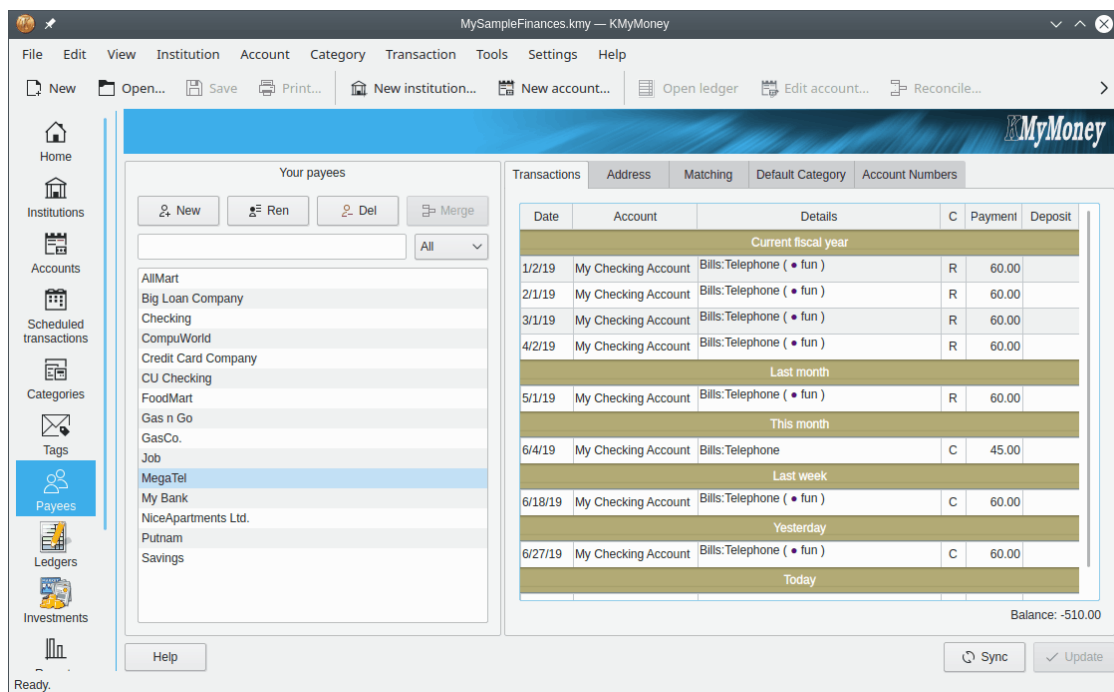 MySampleFinances.kmy — KMyMoney
File Edit View Institution Account Category Transaction Tools Settings Help
New Open... Save Print... New institution... New account... Open ledger Edit account... Reconcile...
KMyMoney
Home
Institutions
Accounts
Scheduled
transactions
Categories
Tags
Payees
Ledgers
Investments
Your payees
New Ren Del Merge
All
AllMart
Big Loan Company
Checking
CompuWorld
Credit Card Company
CU Checking
FoodMart
Gas n Go
GasCo.
Job
MegaTel
My Bank
NiceApartments Ltd.
Putnam
Savings
Transactions Address Matching Default Category Account Numbers
Date Account Details C Payment Deposit
Current fiscal year
1/2/19 My Checking Account Bills:Telephone ( • fun ) R 60.00
2/1/19 My Checking Account Bills:Telephone ( • fun ) R 60.00
3/1/19 My Checking Account Bills:Telephone ( • fun ) R 60.00
4/2/19 My Checking Account Bills:Telephone ( • fun ) R 60.00
Last month
5/1/19 My Checking Account Bills:Telephone ( • fun ) R 60.00
This month
6/4/19 My Checking Account Bills:Telephone C 45.00
Last week
6/18/19 My Checking Account Bills:Telephone ( • fun ) C 60.00
Yesterday
6/27/19 My Checking Account Bills:Telephone ( • fun ) C 60.00
Today
Balance: -510.00
Help Sync Update
Ready.